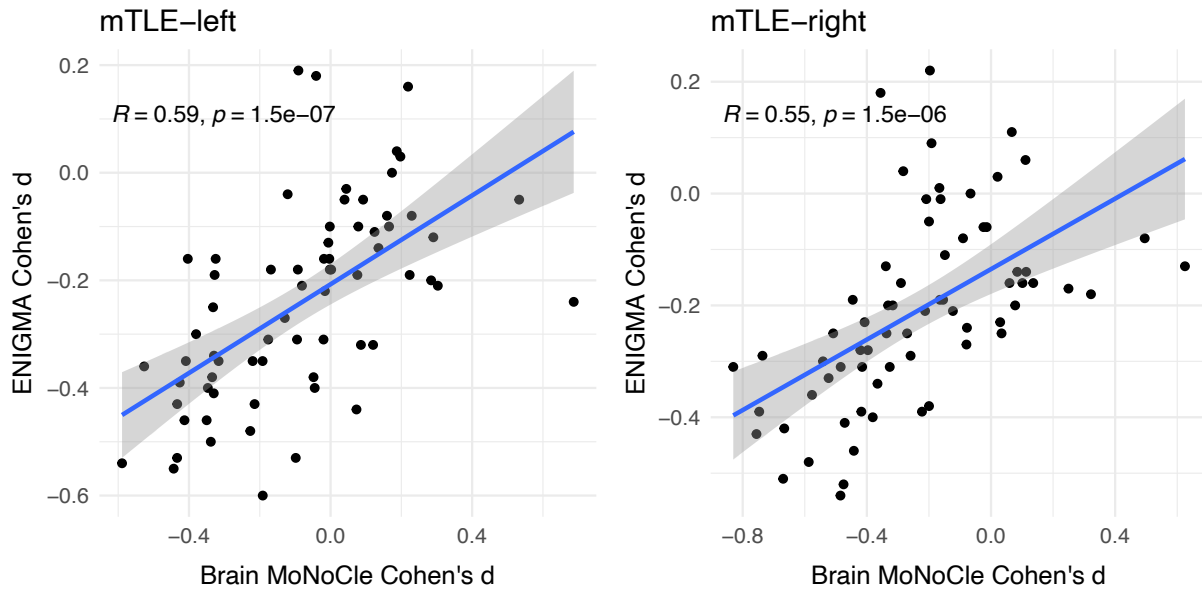 mTLE−left
R = 0.59, p = 1.5e−07
ENIGMA Cohen's d
0.2
0.0
−0.2
−0.4
−0.6
−0.4
0.0
0.4
Brain MoNoCle Cohen's d
mTLE−right
R = 0.55, p = 1.5e−06
ENIGMA Cohen's d
0.2
0.0
−0.2
−0.4
−0.8
−0.4
0.0
0.4
Brain MoNoCle Cohen's d